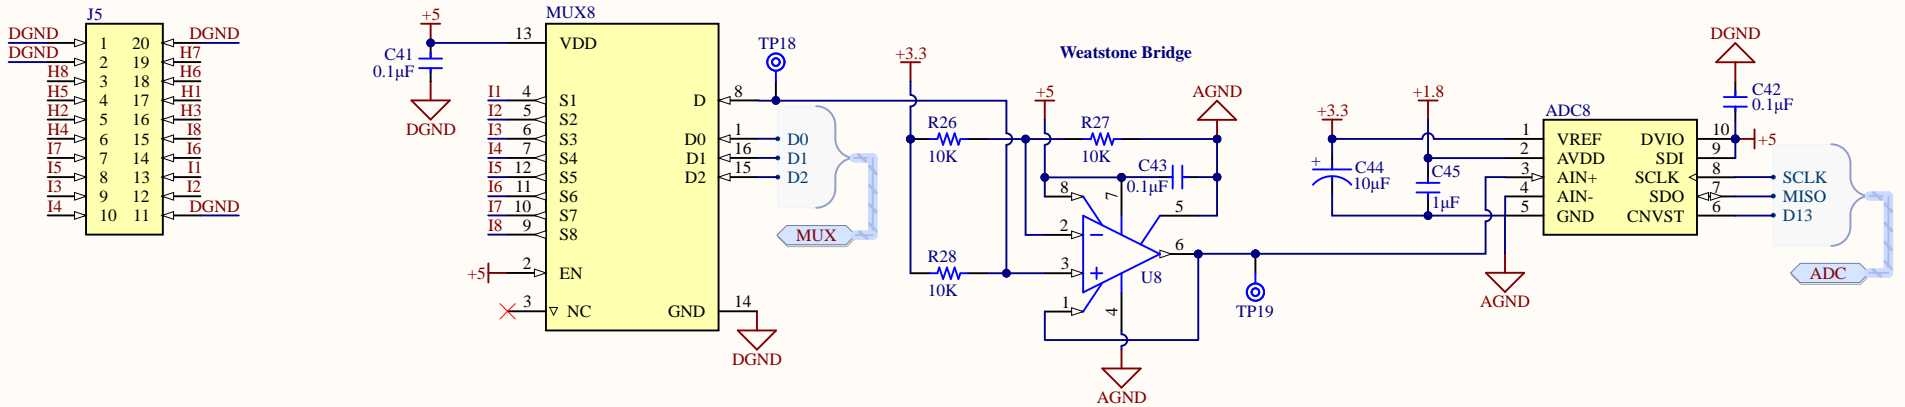 J5
DGND 1 20 DGND
DGND 2 19 H7
H8 3 18 H6
H5 4 17 H1
H2 5 16 H3
H4 6 15 I8
I7 7 14 I6
I5 8 13 I1
I3 9 12 I2
I4 10 11 DGND
+5
C41
0.1µF
DGND
MUX8
13 VDD
I1 4 S1 D 8
I2 5 S2
I3 6 S3 D0 1 D0
I4 7 S4 D1 16 D1
I5 12 S5 D2 15 D2
I6 11 S6
I7 10 S7
I8 9 S8
+5 2 EN
3 NC GND 14
DGND
TP18
MUX
Weatstone Bridge
+3.3
+5
AGND
R26
10K
R27
10K
C43
0.1µF
R28
10K
8
7
5
2
6
3
U8
1
4
AGND
TP19
+3.3
+1.8
C44
10µF
C45
1µF
AGND
DGND
C42
0.1µF
ADC8
1 VREF DVIO 10 +5
2 AVDD SDI 9
3 AIN+ SCLK 8 SCLK
4 AIN- SDO 7 MISO
5 GND CNVST 6 D13
ADC